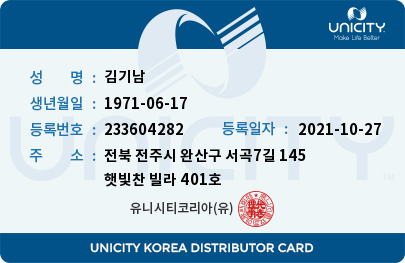 UNICITY
Make Life Better
성 명 : 김기남
생년월일 : 1971-06-17
등록번호 : 233604282 등록일자 : 2021-10-27
주 소 : 전북 전주시 완산구 서곡7길 145
햇빛찬 빌라 401호
유니시티코리아(유)
UNICITY
UNICITY KOREA DISTRIBUTOR CARD